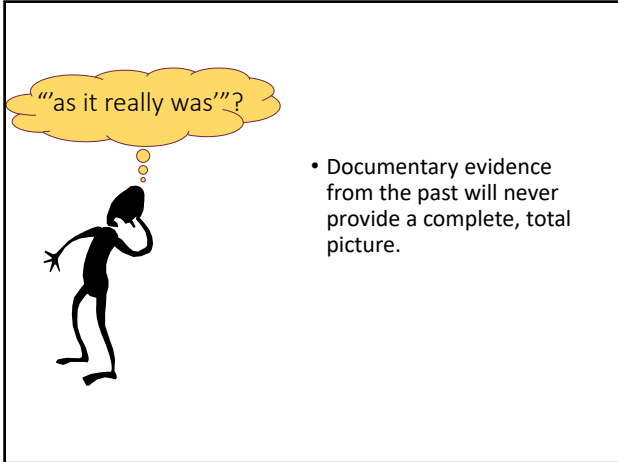 “‘as it really was’”?
• Documentary evidence
from the past will never
provide a complete, total
picture.